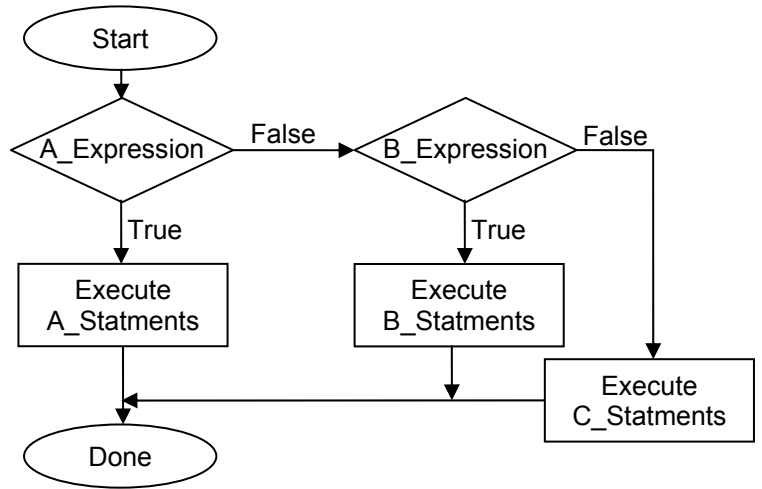 Start
A_Expression
False
B_Expression
False
True
True
Execute
A_Statments
Execute
B_Statments
Execute
C_Statments
Done